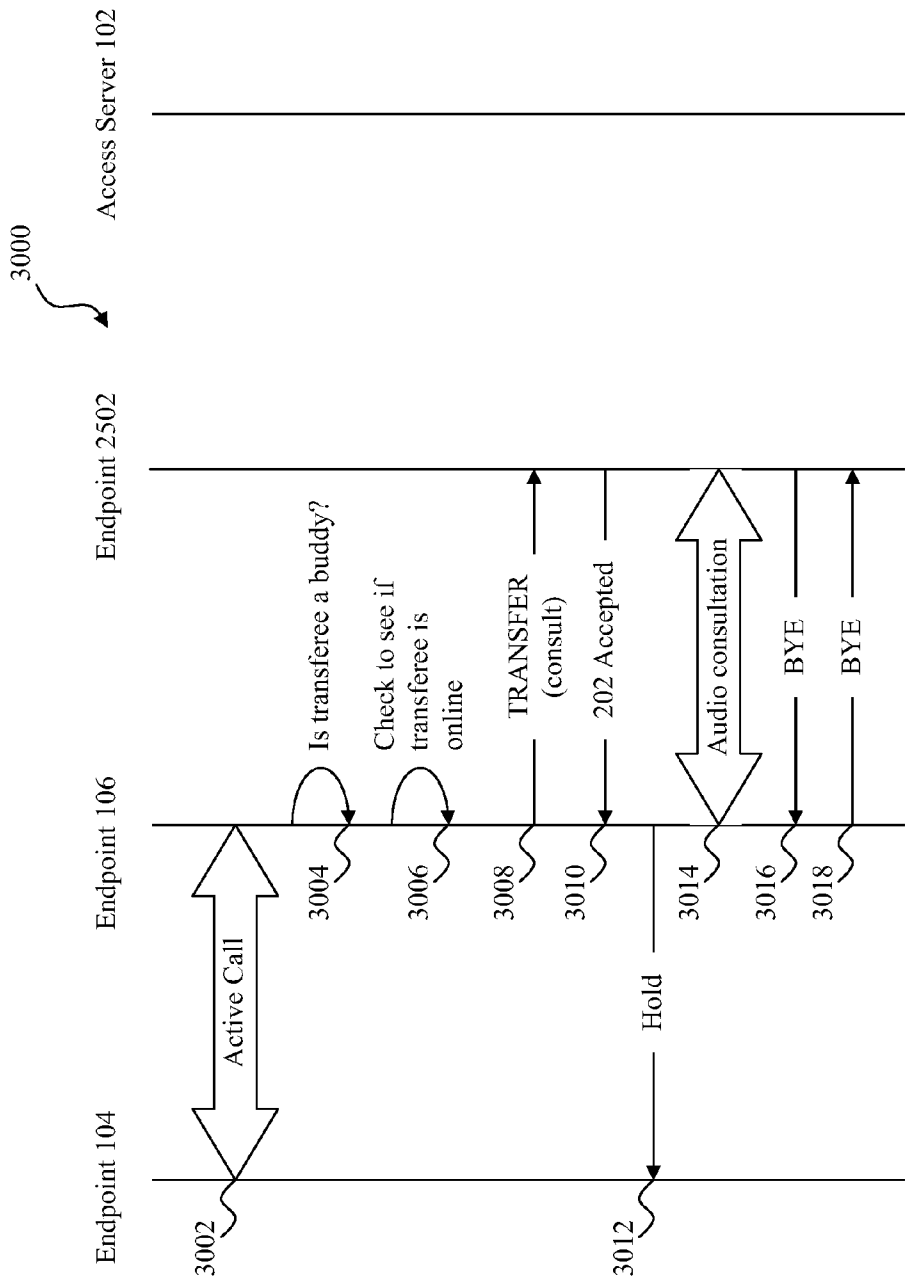 3000
Endpoint 104
Endpoint 106
Endpoint 2502
Access Server 102
3002
Active Call
Is transferee a buddy?
3004
Check to see if
transferee is
online
3006
TRANSFER
(consult)
3008
202 Accepted
3010
Hold
3012
Audio consultation
3014
BYE
3016
BYE
3018